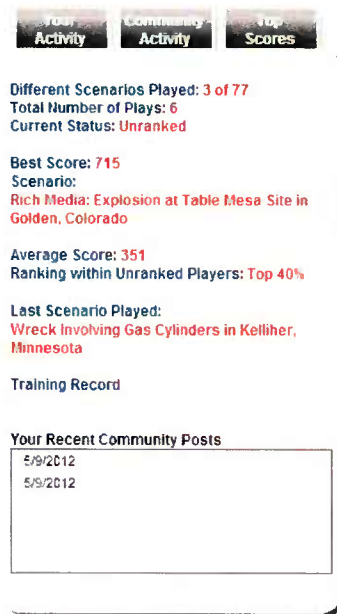 Your Activity
Community Activity
Top Scores
Different Scenarios Played: 3 of 77
Total Number of Plays: 6
Current Status: Unranked
Best Score: 715
Scenario:
Rich Media: Explosion at Table Mesa Site in
Golden, Colorado
Average Score: 351
Ranking within Unranked Players: Top 40%
Last Scenario Played:
Wreck Involving Gas Cylinders in Kelliher,
Minnesota
Training Record
Your Recent Community Posts
5/9/2012
5/9/2012